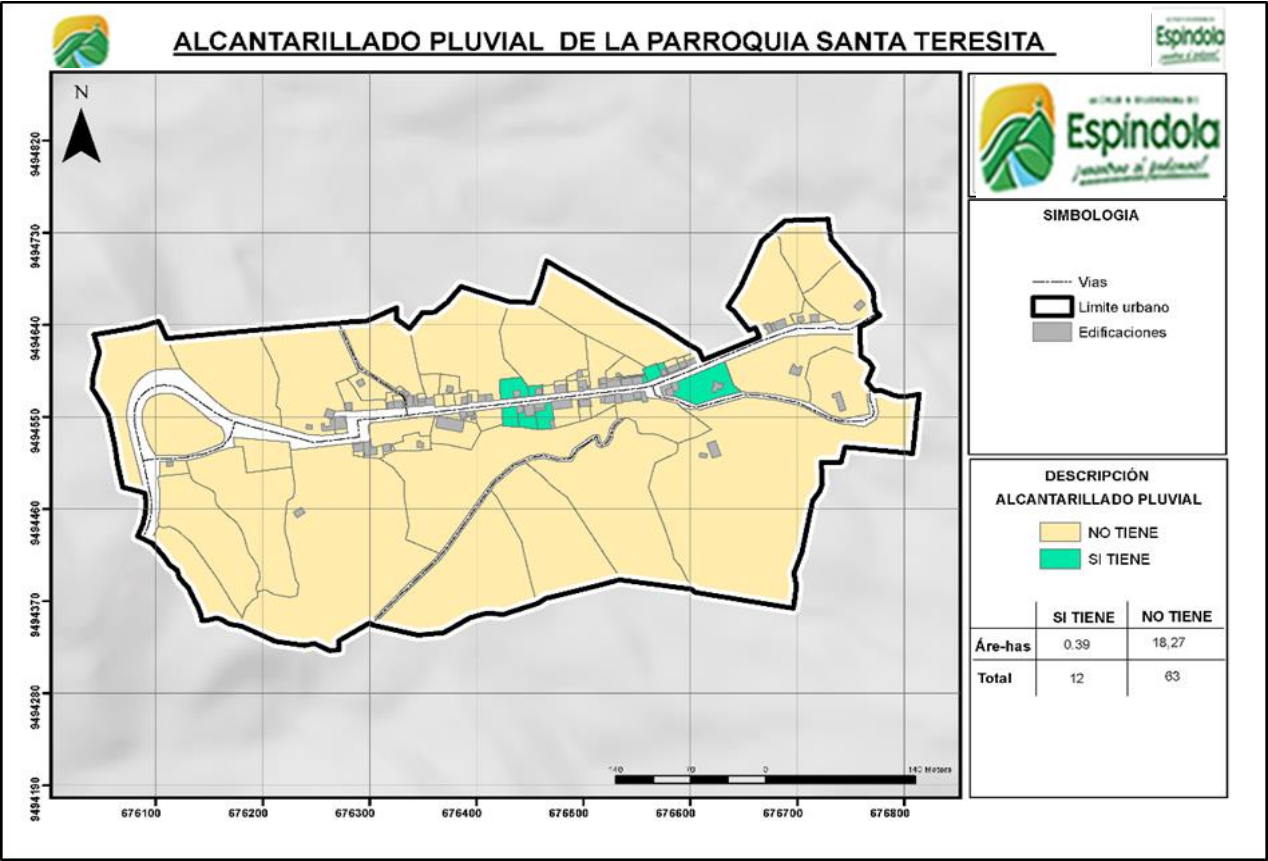 ALCANTARILLADO PLUVIAL DE LA PARROQUIA SANTA TERESITA
Espíndola
N
9494820
9494730
9494640
9494550
9494460
9494370
9494280
9494190
676100 676200 676300 676400 676500 676600 676700 676800
140 70 0 140 Meters
Espíndola
SIMBOLOGIA
Vias
Limite urbano
Edificaciones
DESCRIPCIÓN
ALCANTARILLADO PLUVIAL
NO TIENE
SI TIENE
SI TIENE NO TIENE
Áre-has 0.39 18,27
Total 12 63